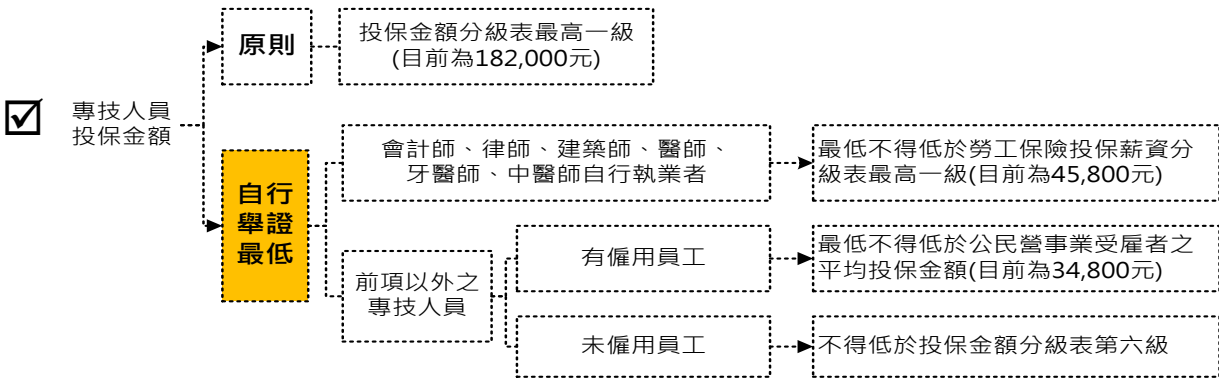 專技人員
投保金額
原則
投保金額分級表最高一級
(目前為182,000元)
自行
舉證
最低
會計師、律師、建築師、醫師、
牙醫師、中醫師自行執業者
最低不得低於勞工保險投保薪資分
級表最高一級(目前為45,800元)
前項以外之
專技人員
有僱用員工
最低不得低於公民營事業受雇者之
平均投保金額(目前為34,800元)
未僱用員工
不得低於投保金額分級表第六級